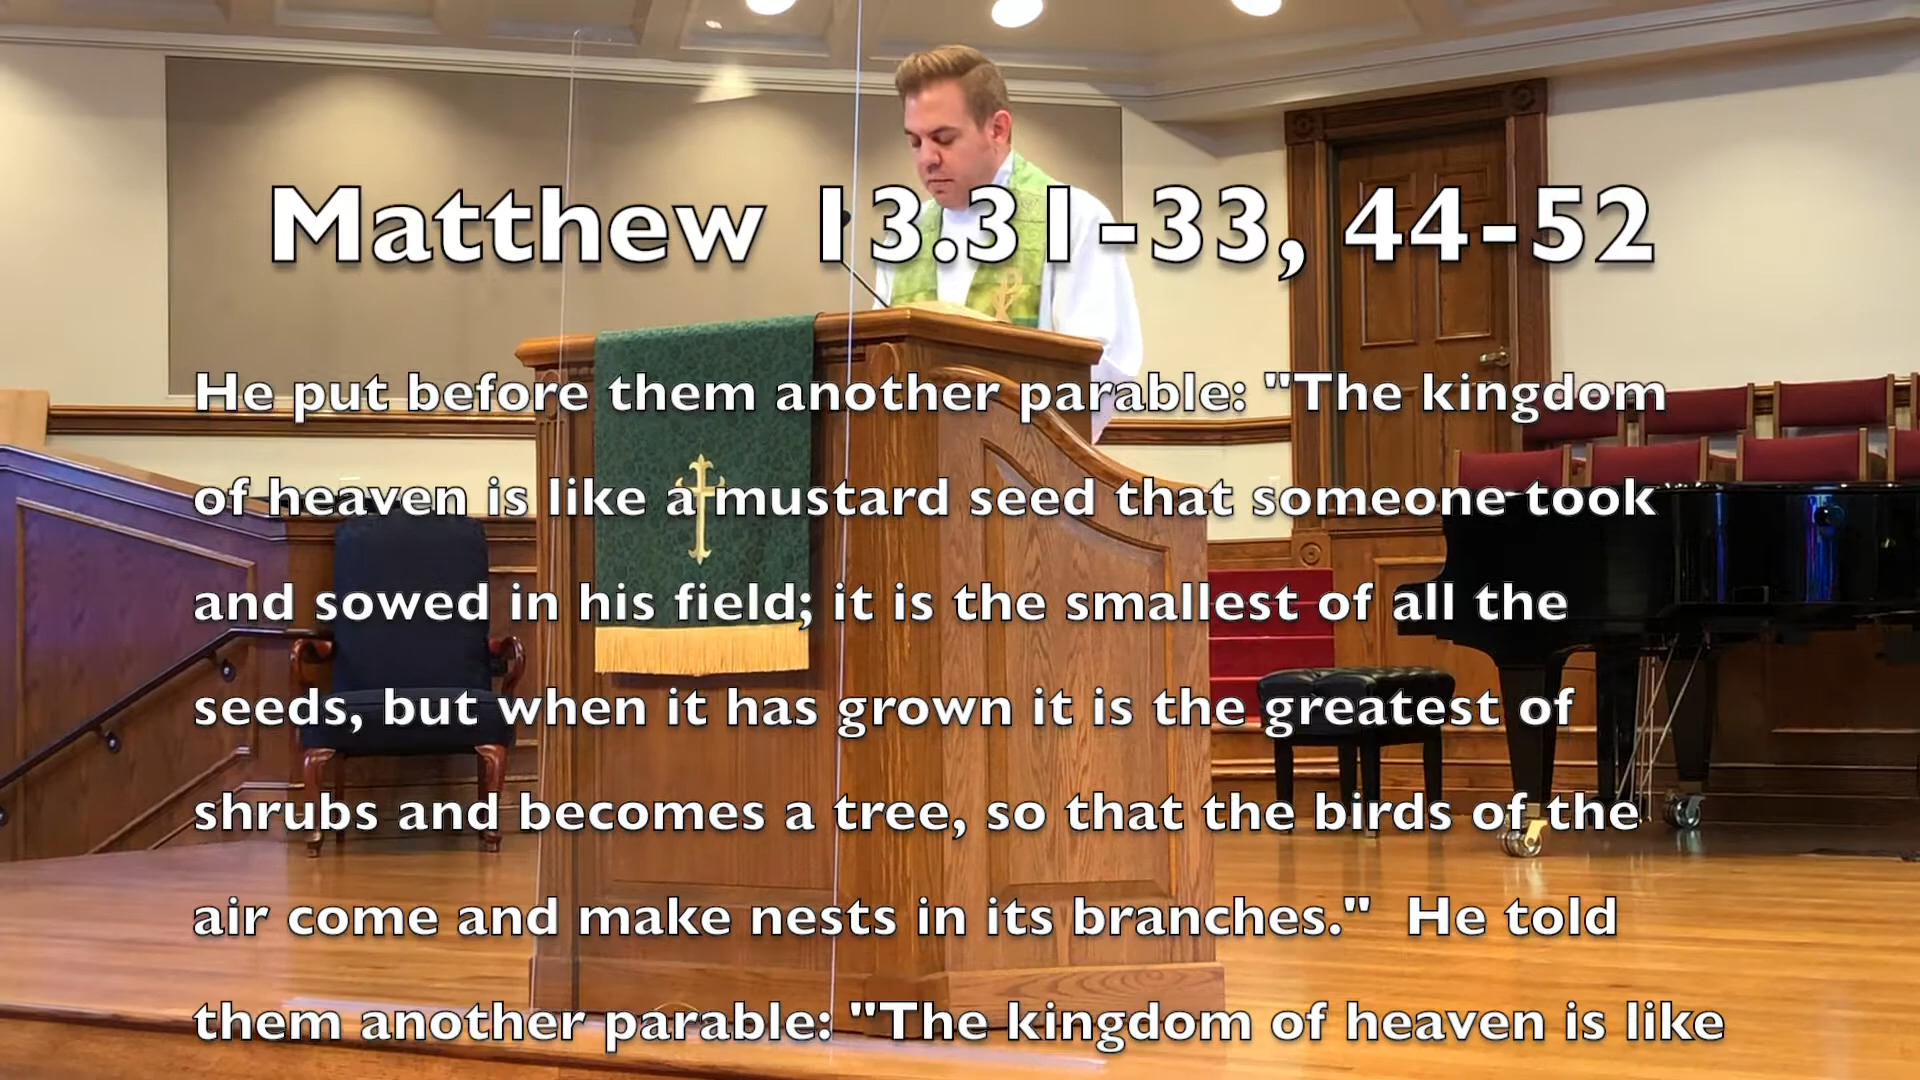 Matthew 13.31-33, 44-52
He put before them another parable: "The kingdom
of heaven is like a mustard seed that someone took
and sowed in his field; it is the smallest of all the
seeds, but when it has grown it is the greatest of
shrubs and becomes a tree, so that the birds of the
air come and make nests in its branches."  He told
them another parable: "The kingdom of heaven is like